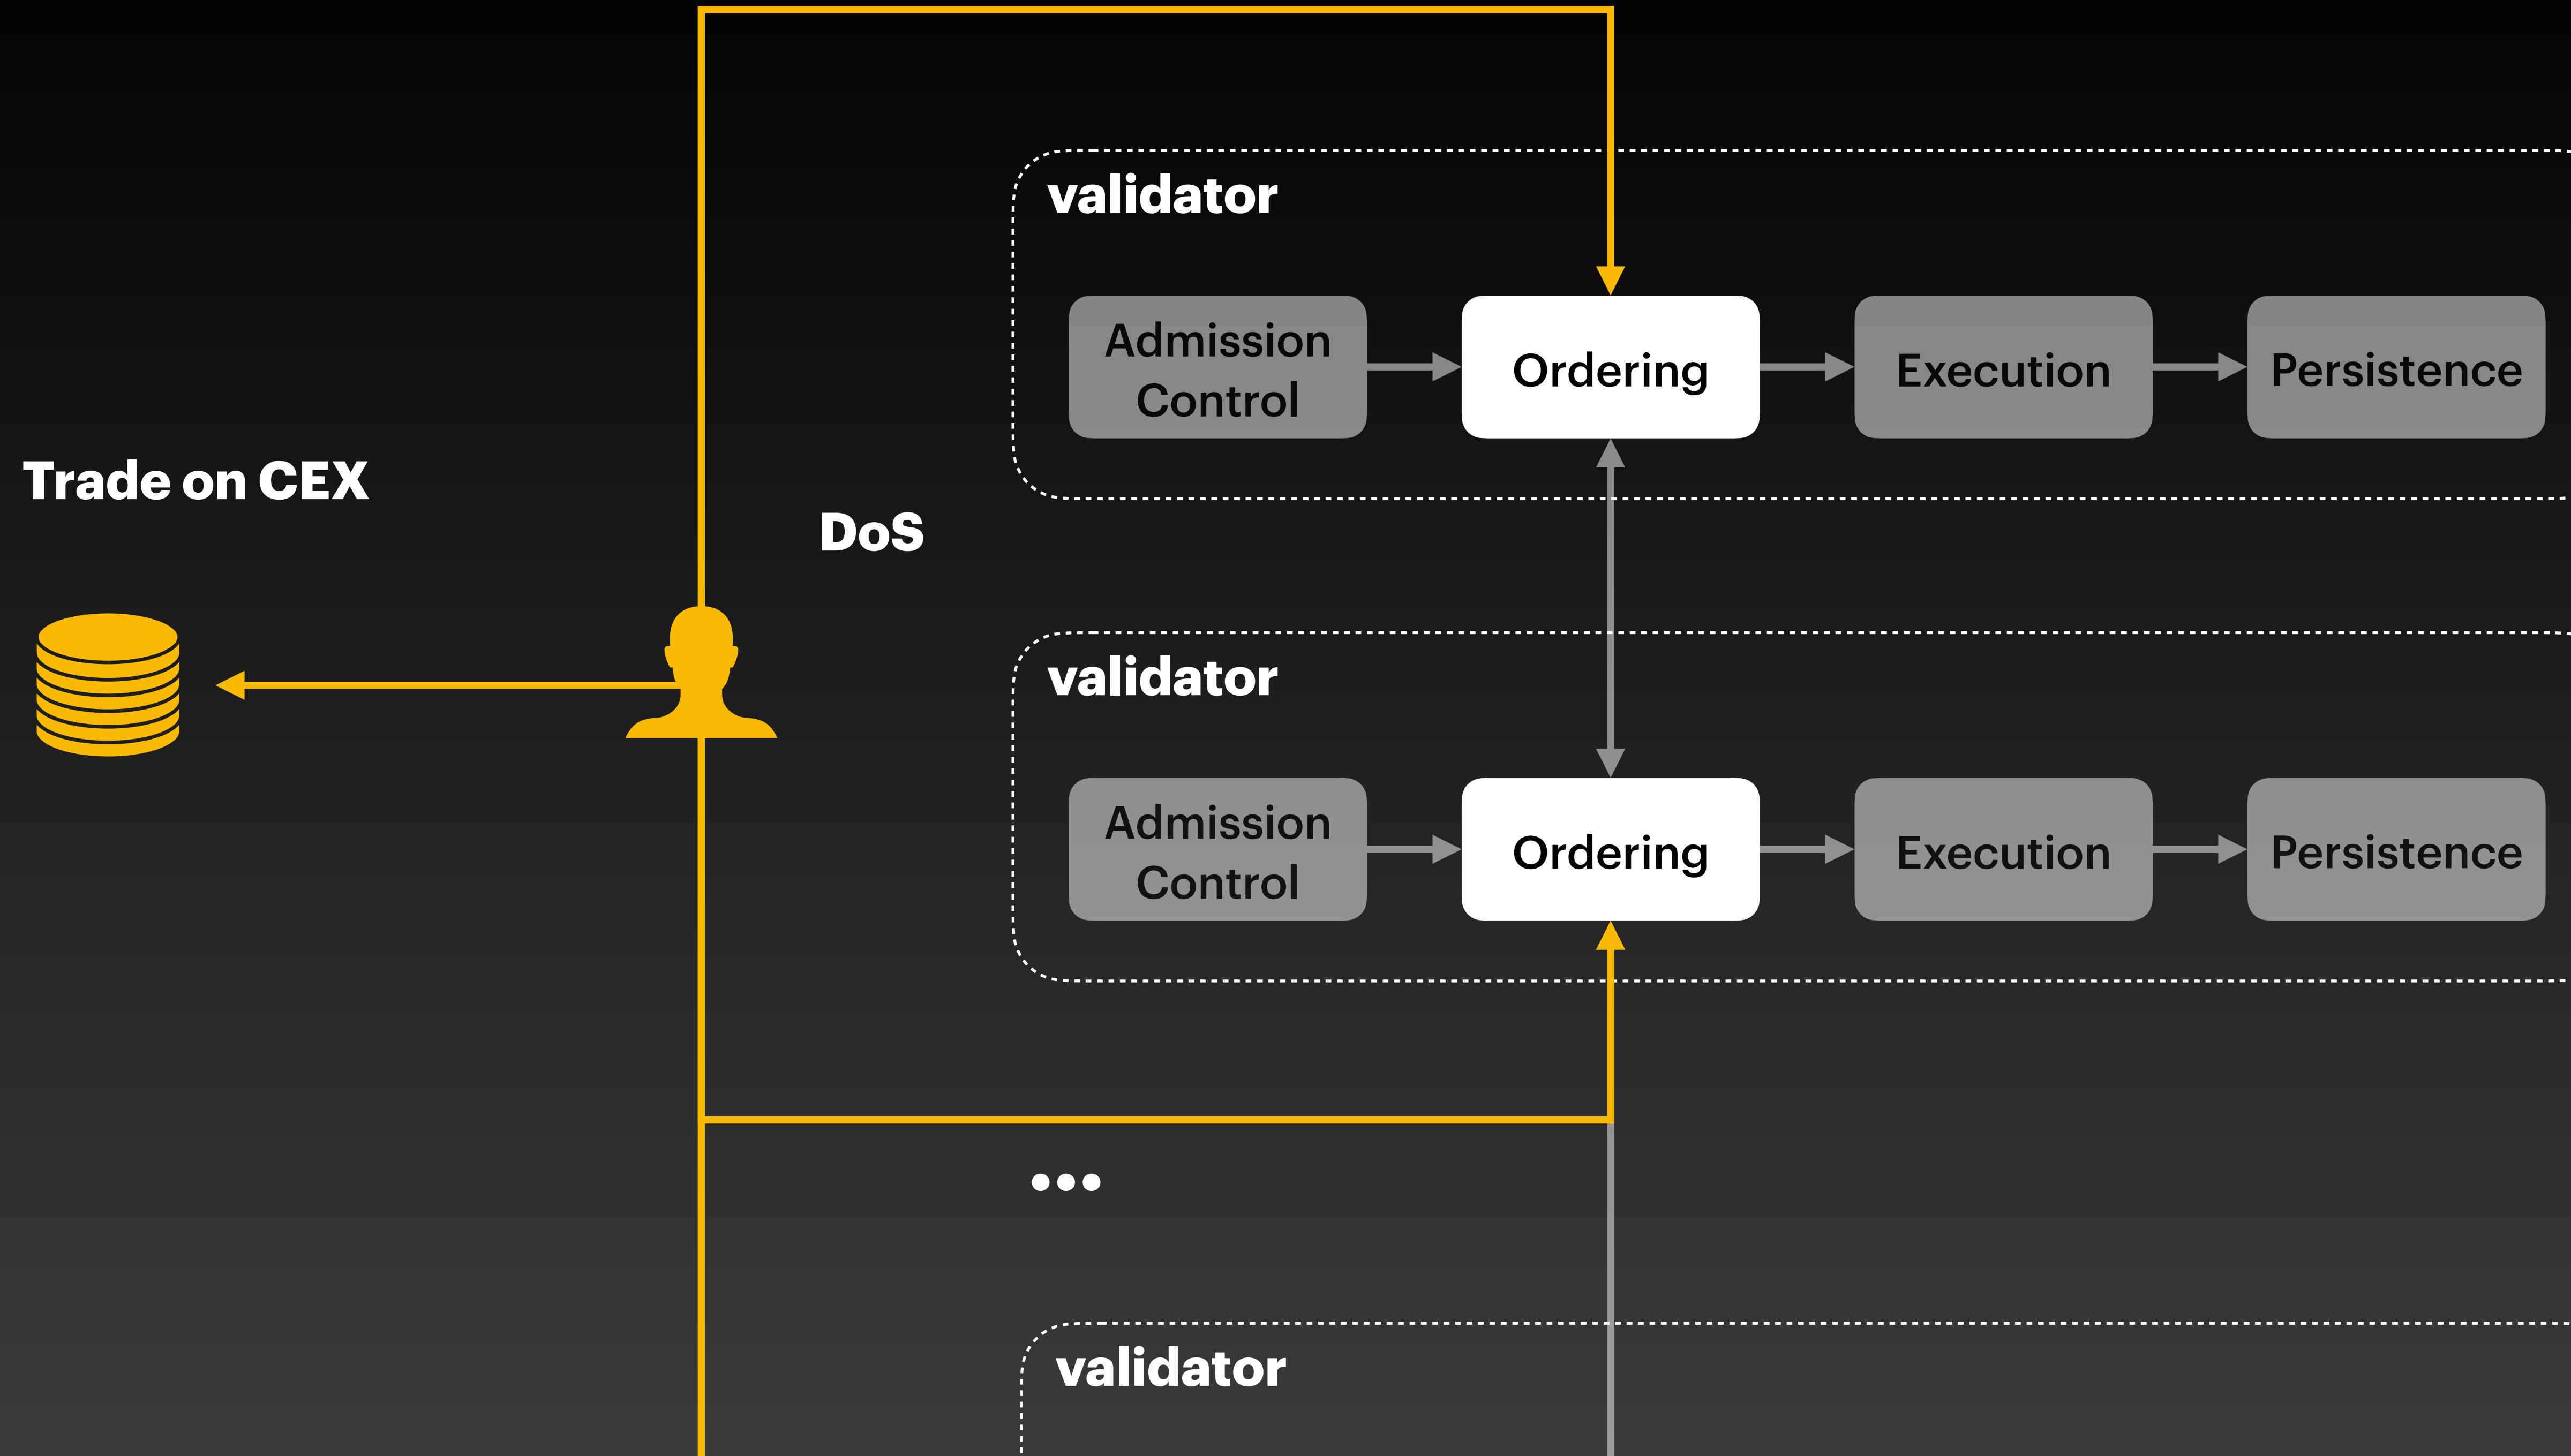 validator
Admission
Control
Ordering
Execution
Persistence
Trade on CEX
DoS
validator
Admission
Control
Ordering
Execution
Persistence
...
validator